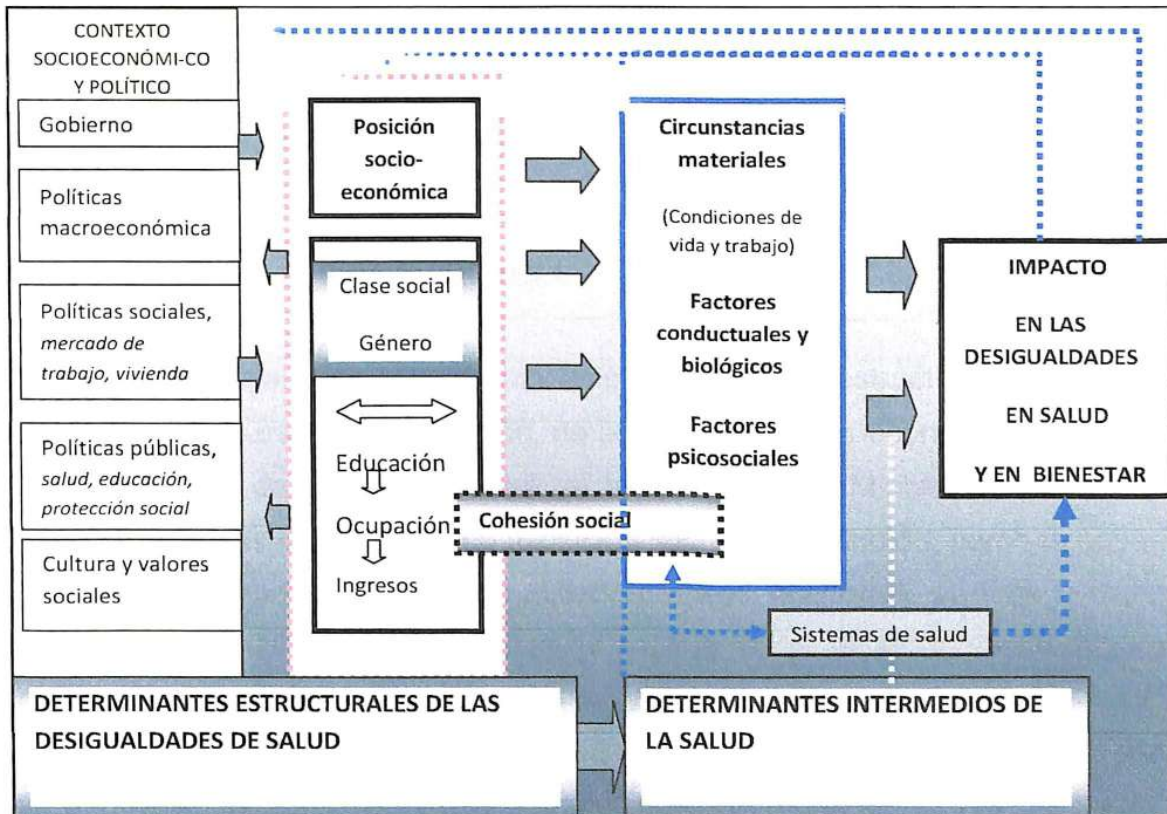 CONTEXTO
SOCIOECONÓMI-CO
Y POLÍTICO
Gobierno
Políticas
macroeconómica
Políticas sociales,
mercado de
trabajo, vivienda
Políticas públicas,
salud, educación,
protección social
Cultura y valores
sociales
Posición
socio-
económica
Clase social
Género
Educación
Ocupación
Ingresos
Cohesión social
Circunstancias
materiales
(Condiciones de
vida y trabajo)
Factores
conductuales y
biológicos
Factores
psicosociales
IMPACTO
EN LAS
DESIGUALDADES
EN SALUD
Y EN BIENESTAR
Sistemas de salud
DETERMINANTES ESTRUCTURALES DE LAS
DESIGUALDADES DE SALUD
DETERMINANTES INTERMEDIOS DE
LA SALUD